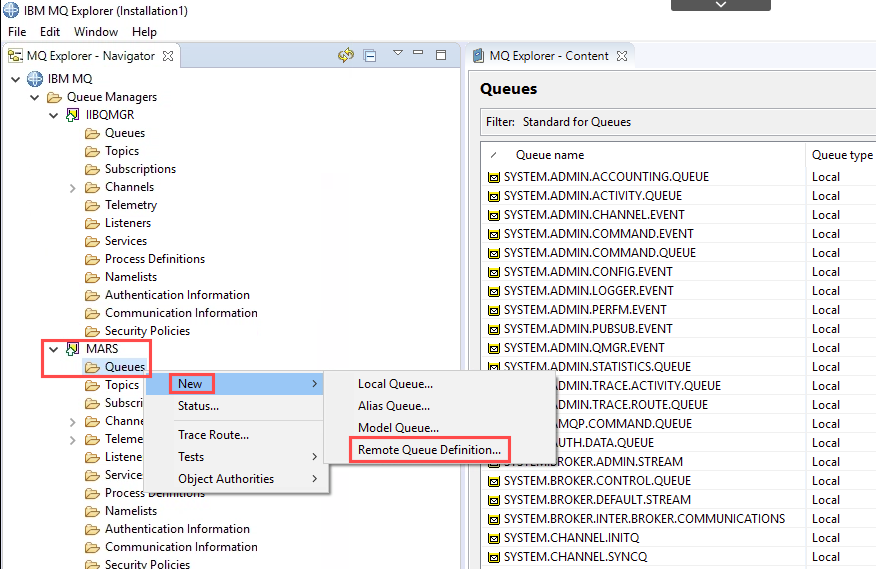 IBM MQ Explorer (Installation1)
File Edit Window Help
MQ Explorer - Navigator
IBM MQ
Queue Managers
IIBQMGR
Queues
Topics
Subscriptions
Channels
Telemetry
Listeners
Services
Process Definitions
Namelists
Authentication Information
Communication Information
Security Policies
MARS
Queues
Topics
Subscri
Channe
Teleme
Listene
Service
Process Definitions
Namelists
Authentication Information
Communication Information
Security Policies
New
Status...
Trace Route...
Tests
Object Authorities
Local Queue...
Alias Queue...
Model Queue...
Remote Queue Definition...
MQ Explorer - Content
Queues
Filter: Standard for Queues
Queue name Queue type
SYSTEM.ADMIN.ACCOUNTING.QUEUE Local
SYSTEM.ADMIN.ACTIVITY.QUEUE Local
SYSTEM.ADMIN.CHANNEL.EVENT Local
SYSTEM.ADMIN.COMMAND.EVENT Local
SYSTEM.ADMIN.COMMAND.QUEUE Local
SYSTEM.ADMIN.CONFIG.EVENT Local
SYSTEM.ADMIN.LOGGER.EVENT Local
SYSTEM.ADMIN.PERFM.EVENT Local
SYSTEM.ADMIN.PUBSUB.EVENT Local
SYSTEM.ADMIN.QMGR.EVENT Local
SYSTEM.ADMIN.STATISTICS.QUEUE Local
.ADMIN.TRACE.ACTIVITY.QUEUE Local
.ADMIN.TRACE.ROUTE.QUEUE Local
AMQP.COMMAND.QUEUE Local
AUTH.DATA.QUEUE Local
SYSTEM.BROKER.ADMIN.STREAM Local
SYSTEM.BROKER.CONTROL.QUEUE Local
SYSTEM.BROKER.DEFAULT.STREAM Local
SYSTEM.BROKER.INTER.BROKER.COMMUNICATIONS Local
SYSTEM.CHANNEL.INITQ Local
SYSTEM.CHANNEL.SYNCQ Local